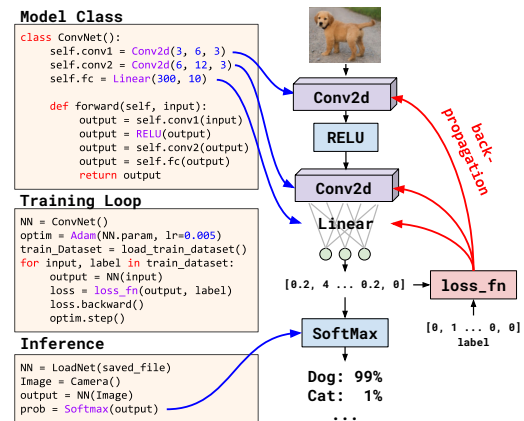 Model Class
class ConvNet():
self.conv1 = Conv2d(3, 6, 3)
self.conv2 = Conv2d(6, 12, 3)
self.fc = Linear(300, 10)
def forward(self, input):
output = self.conv1(input)
output = RELU(output)
output = self.conv2(output)
output = self.fc(output)
return output
Training Loop
NN = ConvNet()
optim = Adam(NN.param, lr=0.005)
train_Dataset = load_train_dataset()
for input, label in train_dataset:
output = NN(input)
loss = loss_fn(output, label)
loss.backward()
optim.step()
Inference
NN = LoadNet(saved_file)
Image = Camera()
output = NN(Image)
prob = Softmax(output)
Conv2d
RELU
Conv2d
Linear
[0.2, 4 ... 0.2, 0]
SoftMax
Dog: 99%
Cat: 1%
...
back-
propagation
loss_fn
[0, 1 ... 0, 0]
label